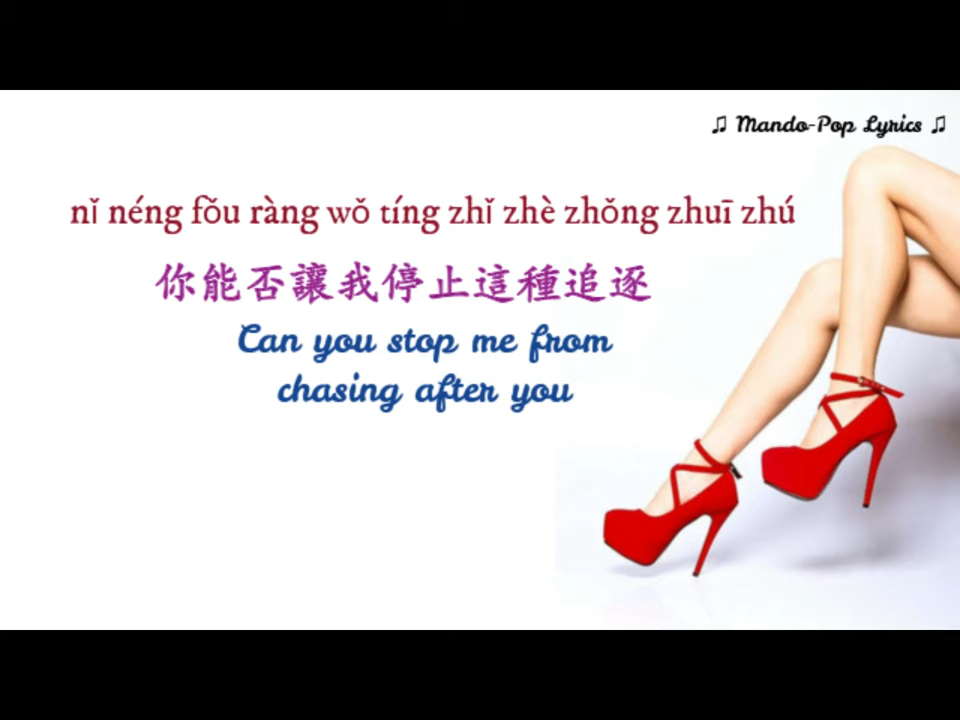 ♫ Mando-Pop Lyrics ♫
nǐ néng fǒu ràng wǒ tíng zhǐ zhè zhǒng zhuī zhú
你能否讓我停止這種追逐
Can you stop me from
chasing after you